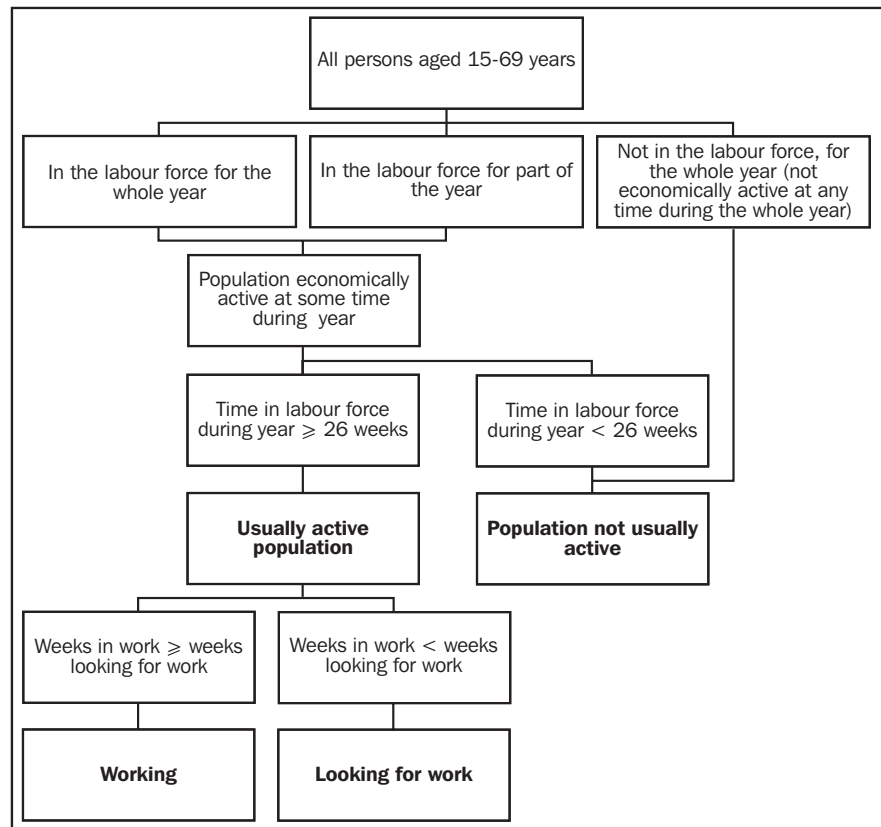 All persons aged 15-69 years
In the labour force for the
whole year
In the labour force for part of
the year
Not in the labour force, for
the whole year (not
economically active at any
time during the whole year)
Population economically
active at some time
during year
Time in labour force
during year ⩾ 26 weeks
Time in labour force
during year < 26 weeks
Usually active
population
Population not usually
active
Weeks in work ⩾ weeks
looking for work
Weeks in work < weeks
looking for work
Working
Looking for work